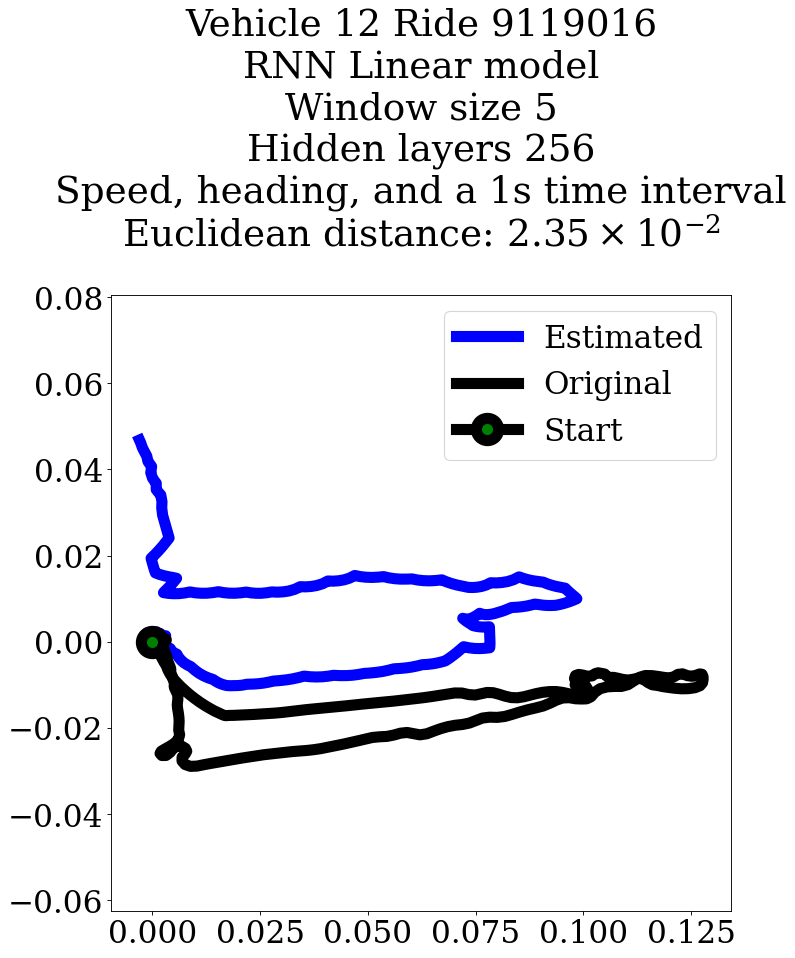 Vehicle 12 Ride 9119016
RNN Linear model
Window size 5
Hidden layers 256
Speed, heading, and a 1s time interval
Euclidean distance: 2.35 × 10⁻²
0.08
0.06
0.04
0.02
0.00
−0.02
−0.04
−0.06
Estimated
Original
Start
0.000 0.025 0.050 0.075 0.100 0.125